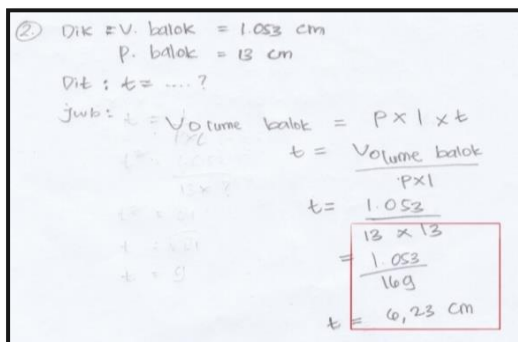 2. Dik : V. balok = 1.053 cm
P. balok = 13 cm
Dit : t = ....?
jwb :
Volume balok = P x l x t
t = Volume balok
P x l
t = 1.053
13 x 13
= 1.053
169
t = 6,23 cm